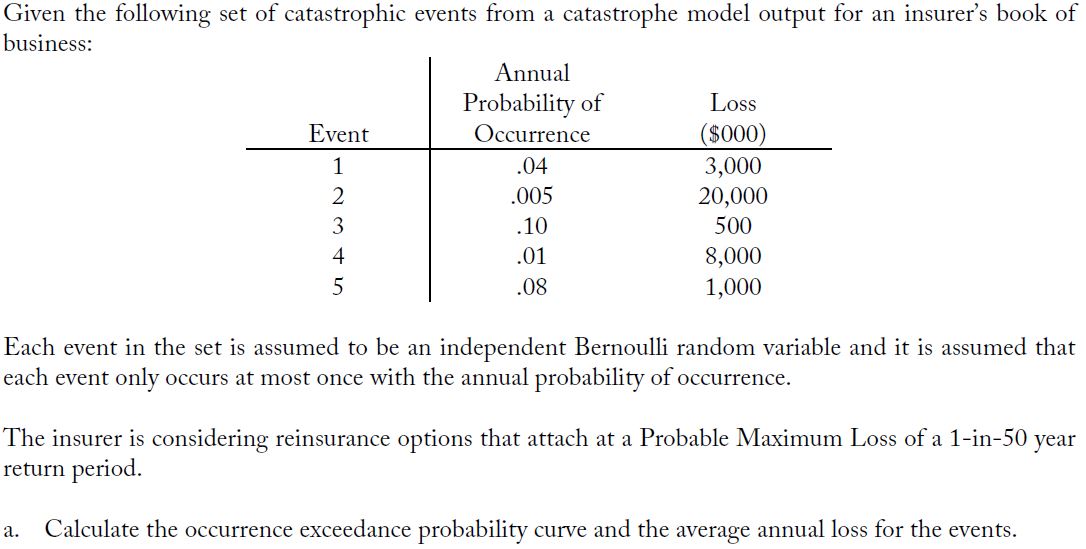 Given the following set of catastrophic events from a catastrophe model output for an insurer's book of
business:
Annual
Probability of Loss
Event Occurrence ($000)
1 .04 3,000
2 .005 20,000
3 .10 500
4 .01 8,000
5 .08 1,000
Each event in the set is assumed to be an independent Bernoulli random variable and it is assumed that
each event only occurs at most once with the annual probability of occurrence.
The insurer is considering reinsurance options that attach at a Probable Maximum Loss of a 1-in-50 year
return period.
a. Calculate the occurrence exceedance probability curve and the average annual loss for the events.